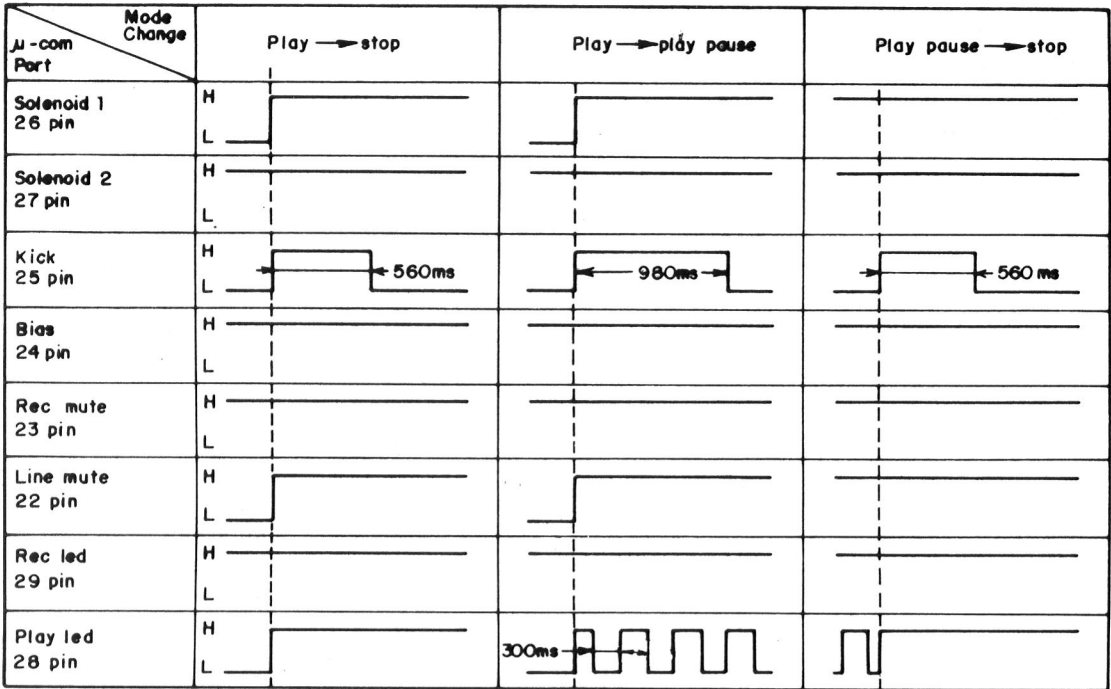 Mode
Change
μ-com
Port
Play → stop
Play → play pause
Play pause → stop
Solenoid 1
26 pin
H
L
Solenoid 2
27 pin
H
L
Kick
25 pin
H
L
560ms
980ms
560 ms
Bias
24 pin
H
L
Rec mute
23 pin
H
L
Line mute
22 pin
H
L
Rec led
29 pin
H
L
Play led
28 pin
H
L
300ms